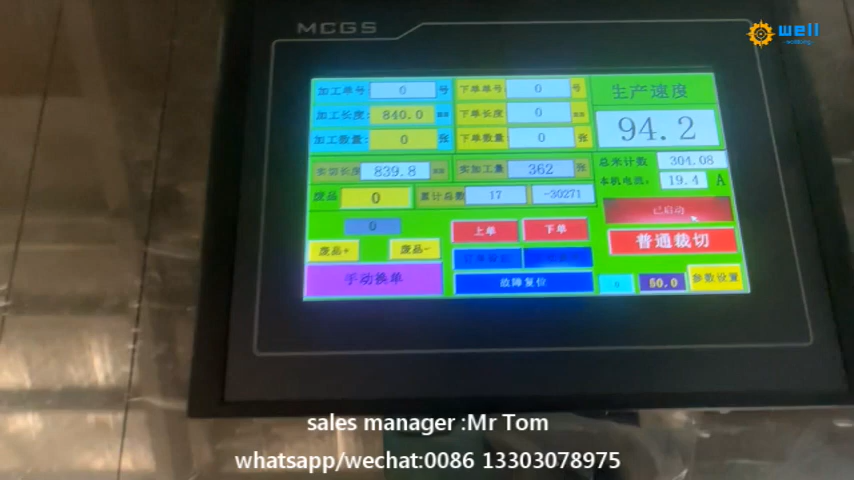 MCGS
well
加工单号 0 号 下单单号 0 号 生产速度
加工长度: 840.0 mm 下单长度 0 mm 94.2
加工数量: 0 张 下单数量: 0 张
实切长度 839.8 mm 实加工量 362 张 总米计数 304.08
本机电流: 19.4 A
废品 0 累计总数 17 -30271
已启动
0 上单 下单 普通裁切
废品+ 废品-
手动换单 故障复位 0 50.0 参数设置
sales manager :Mr Tom
whatsapp/wechat:0086 13303078975